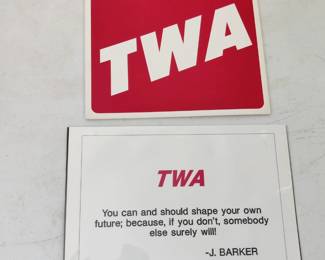 TWA
TWA
You can and should shape your own
future; because, if you don't, somebody
else surely will!
-J. BARKER